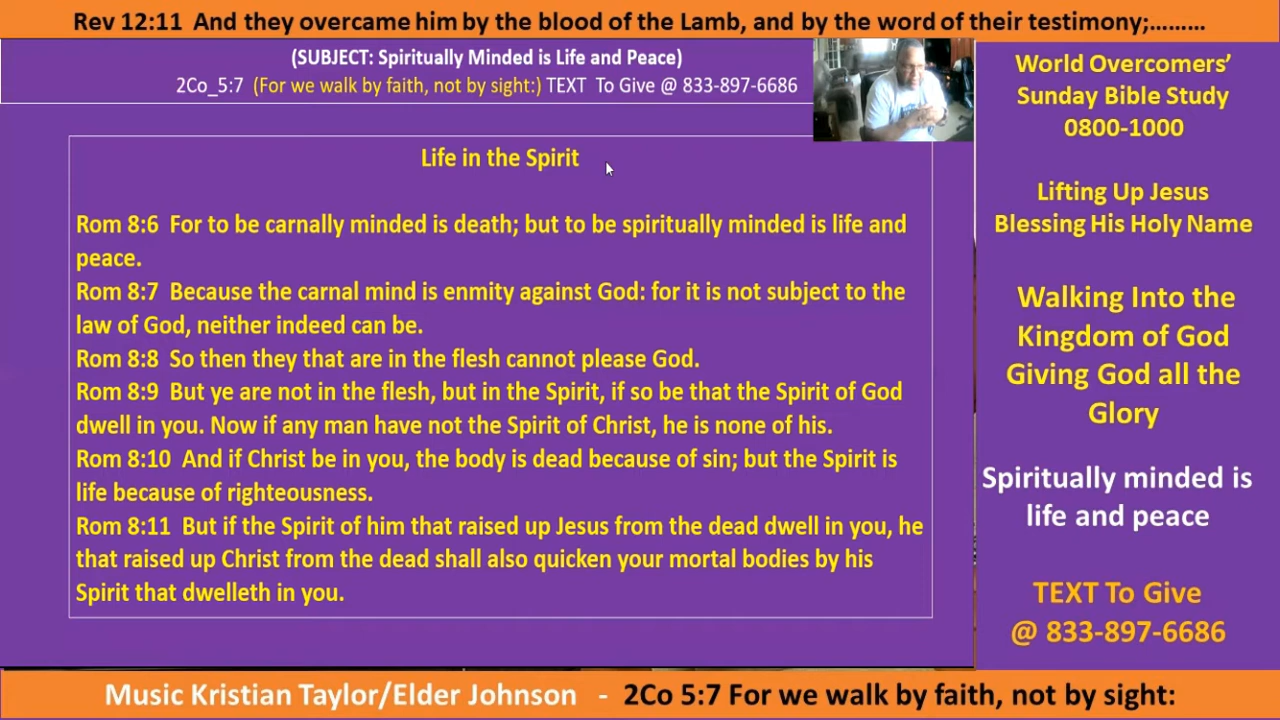 Rev 12:11 And they overcame him by the blood of the Lamb, and by the word of their testimony;………
(SUBJECT: Spiritually Minded is Life and Peace)
2Co_5:7 (For we walk by faith, not by sight:) TEXT To Give @ 833-897-6686
Life in the Spirit
Rom 8:6 For to be carnally minded is death; but to be spiritually minded is life and
peace.
Rom 8:7 Because the carnal mind is enmity against God: for it is not subject to the
law of God, neither indeed can be.
Rom 8:8 So then they that are in the flesh cannot please God.
Rom 8:9 But ye are not in the flesh, but in the Spirit, if so be that the Spirit of God
dwell in you. Now if any man have not the Spirit of Christ, he is none of his.
Rom 8:10 And if Christ be in you, the body is dead because of sin; but the Spirit is
life because of righteousness.
Rom 8:11 But if the Spirit of him that raised up Jesus from the dead dwell in you, he
that raised up Christ from the dead shall also quicken your mortal bodies by his
Spirit that dwelleth in you.
World Overcomers’
Sunday Bible Study
0800-1000
Lifting Up Jesus
Blessing His Holy Name
Walking Into the
Kingdom of God
Giving God all the
Glory
Spiritually minded is
life and peace
TEXT To Give
@ 833-897-6686
Music Kristian Taylor/Elder Johnson - 2Co 5:7 For we walk by faith, not by sight: